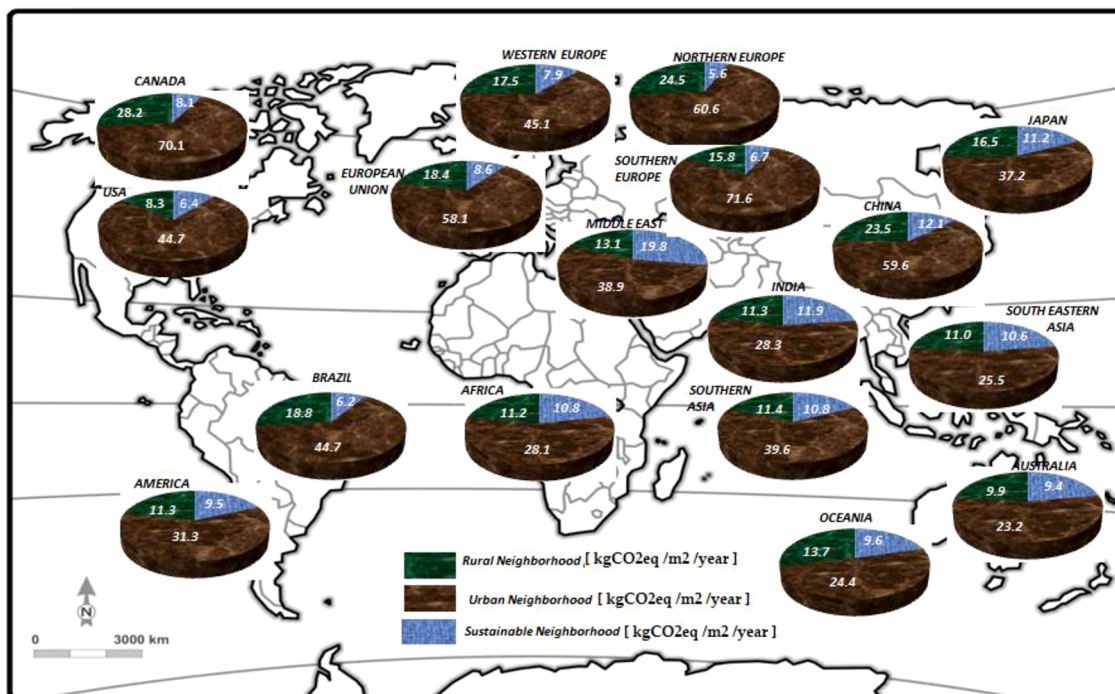 CANADA
28.2
8.1
70.1
WESTERN EUROPE
17.5
7.9
45.1
NORTHERN EUROPE
24.5
5.6
60.6
JAPAN
16.5
11.2
37.2
USA
8.3
6.4
44.7
EUROPEAN
UNION
18.4
8.6
58.1
SOUTHERN
EUROPE
15.8
6.7
71.6
CHINA
23.5
12.1
59.6
MIDDLE EAST
13.1
19.8
38.9
INDIA
11.3
11.9
28.3
SOUTH EASTERN
ASIA
11.0
10.6
25.5
BRAZIL
18.8
6.2
44.7
AFRICA
11.2
10.8
28.1
SOUTHERN
ASIA
11.4
10.8
39.6
AMERICA
11.3
9.5
31.3
AUSTRALIA
9.9
9.4
23.2
OCEANIA
13.7
9.6
24.4
Rural Neighborhood [ kgCO2eq /m2 /year ]
Urban Neighborhood [ kgCO2eq /m2 /year ]
Sustainable Neighborhood [ kgCO2eq /m2 /year ]
N
0 3000 km